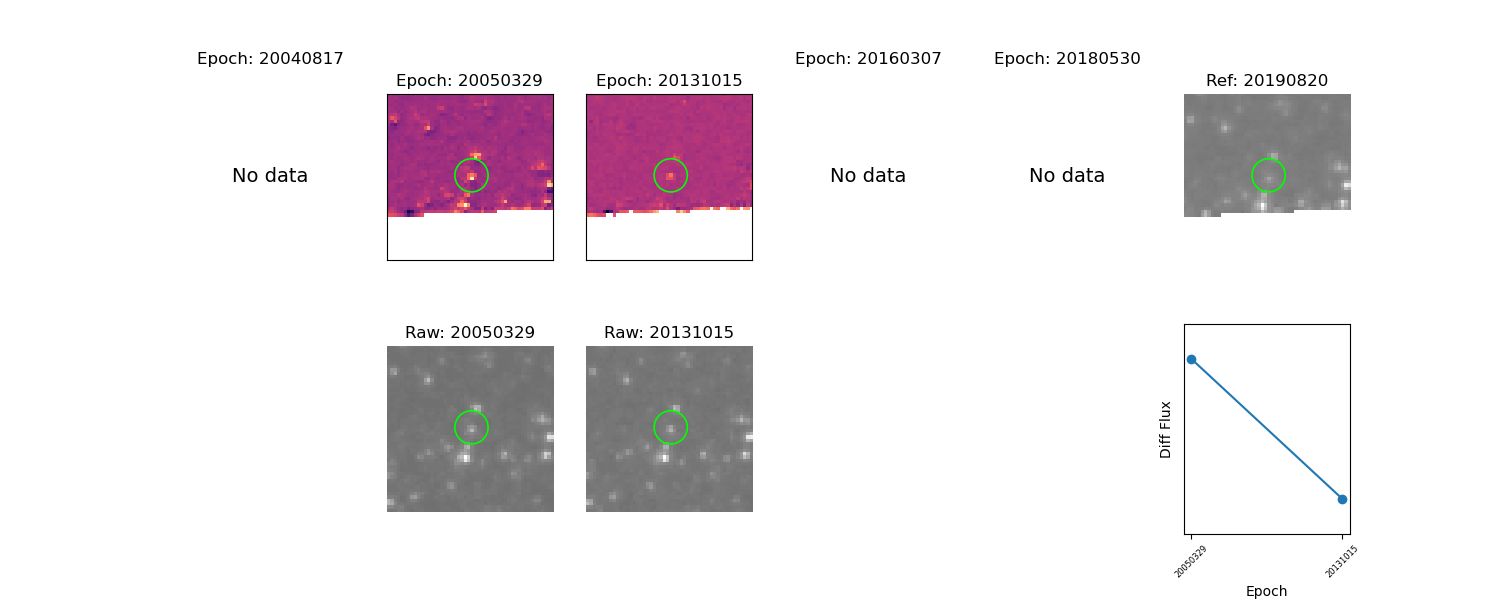 Epoch: 20040817
Epoch: 20050329
Epoch: 20131015
Epoch: 20160307
Epoch: 20180530
Ref: 20190820
No data
No data
No data
Raw: 20050329
Raw: 20131015
Diff Flux
20050329
20131015
Epoch